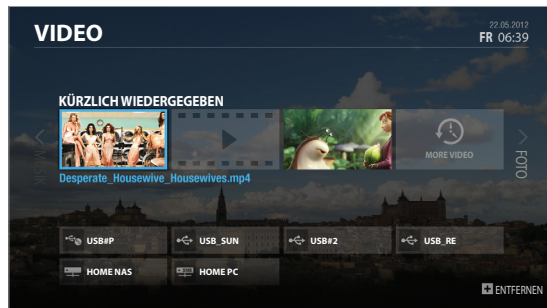 VIDEO
22.05.2012
FR 06:39
KÜRZLICH WIEDERGEGEBEN
MUSIK
MORE VIDEO
FOTO
Desperate_Housewive_Housewives.mp4
USB#P
USB_SUN
USB#2
USB_RE
HOME NAS
HOME PC
ENTFERNEN